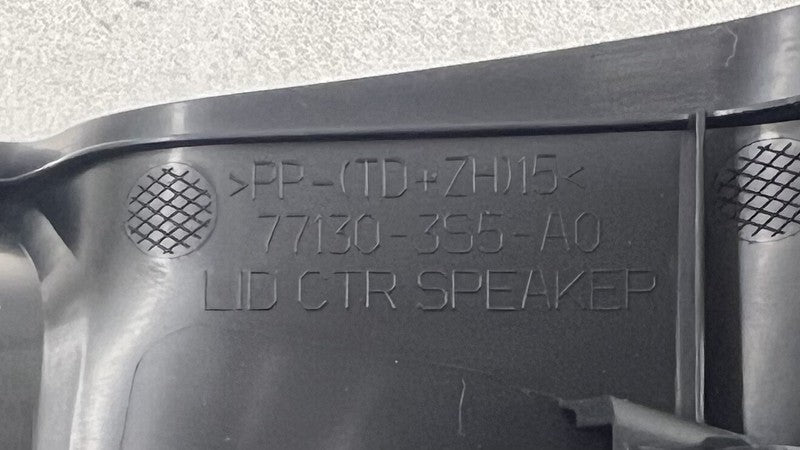 >PP-(TD+ZH)15<
77130-3S5-A0
LID CTR SPEAKER